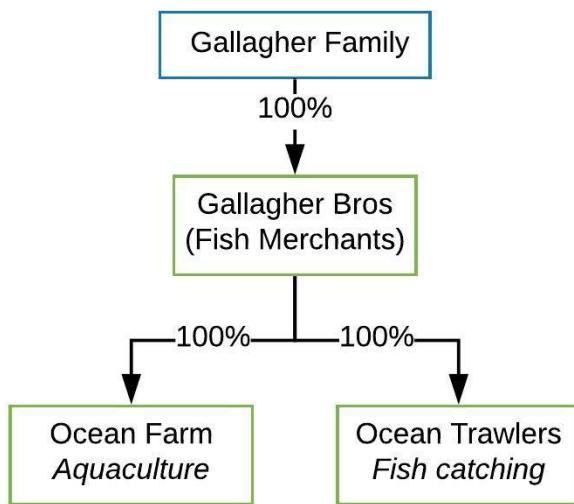 Gallagher Family
100%
Gallagher Bros
(Fish Merchants)
100%
100%
Ocean Farm
Aquaculture
Ocean Trawlers
Fish catching